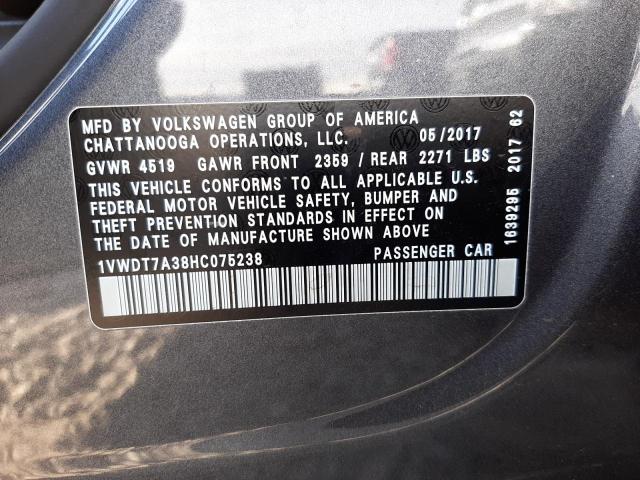 MFD BY VOLKSWAGEN GROUP OF AMERICA
CHATTANOOGA OPERATIONS, LLC. 05/2017
GVWR 4519 GAWR FRONT 2359 / REAR 2271 LBS
THIS VEHICLE CONFORMS TO ALL APPLICABLE U.S.
FEDERAL MOTOR VEHICLE SAFETY, BUMPER AND
THEFT PREVENTION STANDARDS IN EFFECT ON
THE DATE OF MANUFACTURE SHOWN ABOVE
1VWDT7A38HC075238 PASSENGER CAR
1639295 2017 62